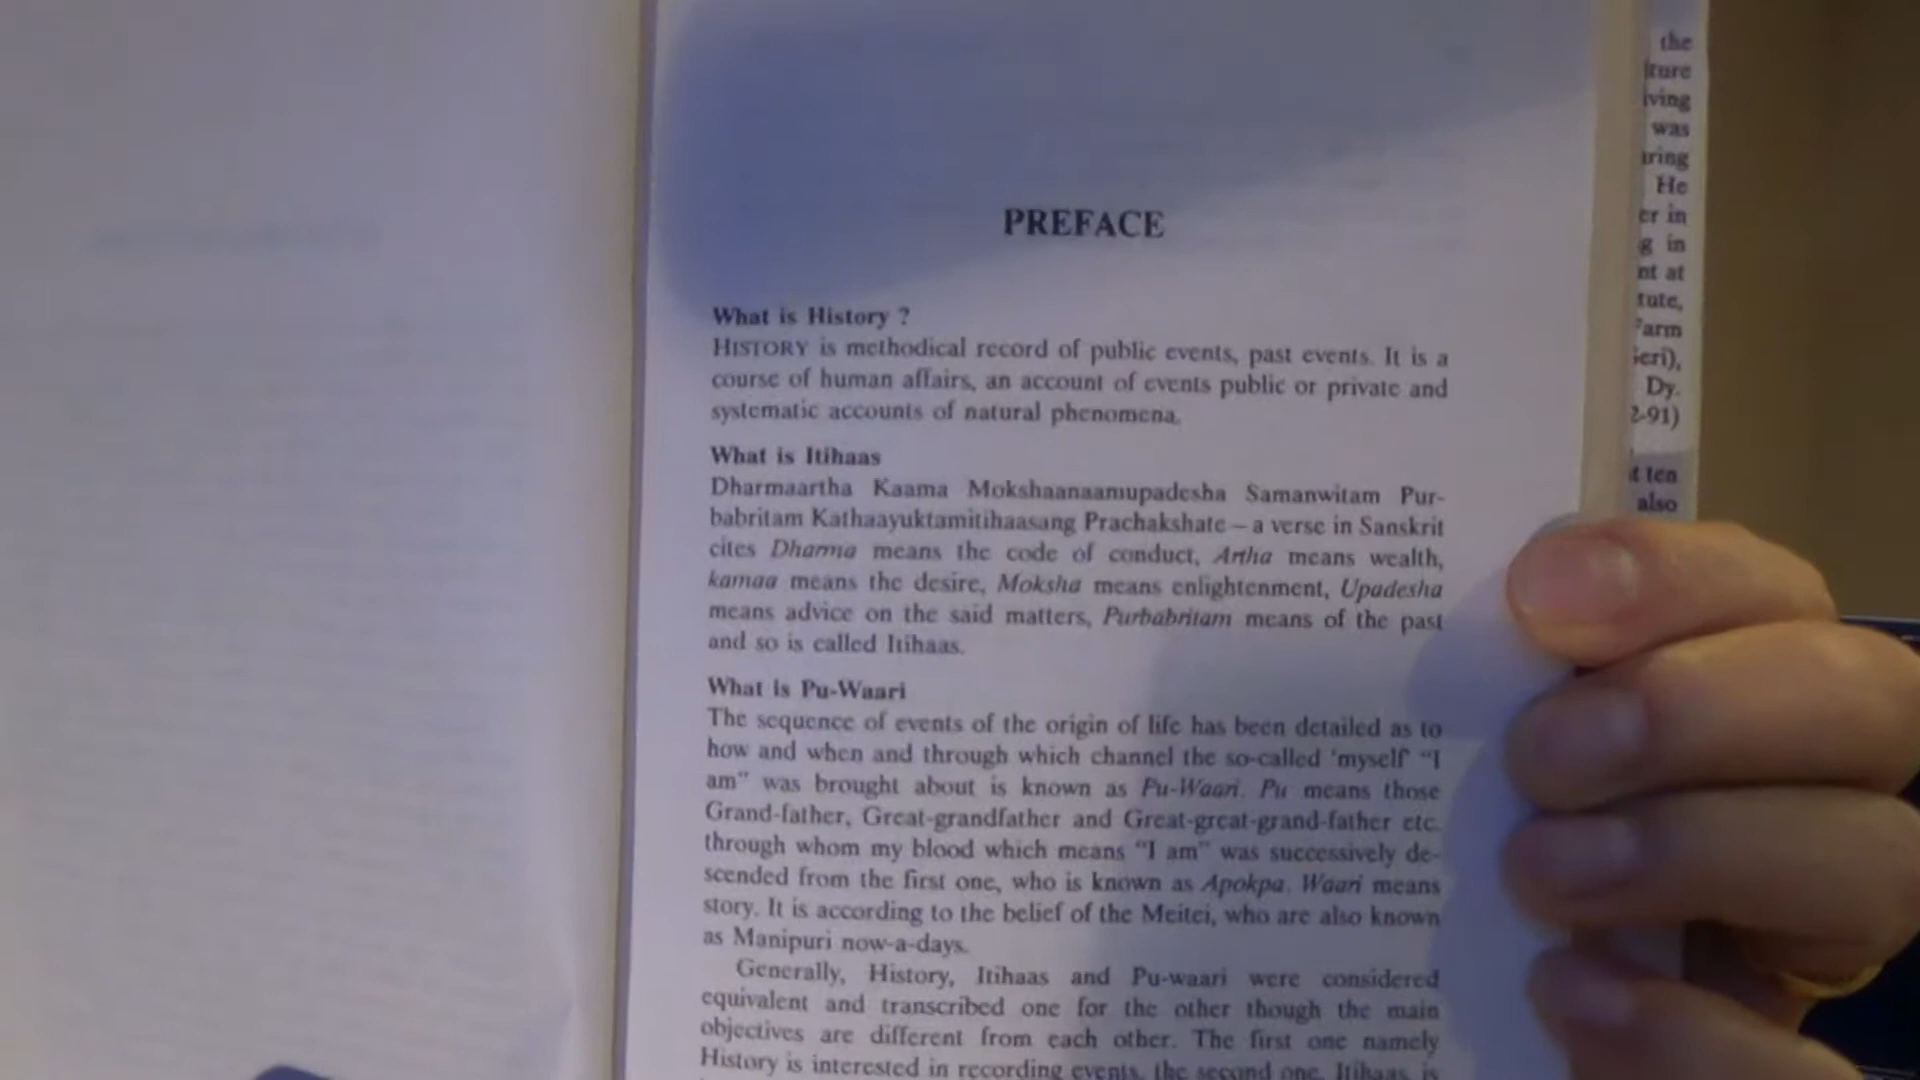 PREFACE
What is History ?
HISTORY is methodical record of public events, past events. It is a
course of human affairs, an account of events public or private and
systematic accounts of natural phenomena.
What is Itihaas
Dharmaartha Kaama Mokshaanaamupadesha Samanwitam Pur-
babritam Kathaayuktamitihaasang Prachakshate – a verse in Sanskrit
cites Dharma means the code of conduct, Artha means wealth,
kamaa means the desire, Moksha means enlightenment, Upadesha
means advice on the said matters, Purbabritam means of the past
and so is called Itihaas.
What is Pu-Waari
The sequence of events of the origin of life has been detailed as to
how and when and through which channel the so-called 'myself' “I
am” was brought about is known as Pu-Waari. Pu means those
Grand-father, Great-grandfather and Great-great-grand-father etc.
through whom my blood which means “I am” was successively de-
scended from the first one, who is known as Apokpa. Waari means
story. It is according to the belief of the Meitei, who are also known
as Manipuri now-a-days.
Generally, History, Itihaas and Pu-waari were considered
equivalent and transcribed one for the other though the main
objectives are different from each other. The first one namely
History is interested in recording events, the second one, Itihaas, is
the
was
He
in
in
at
Dy.
ten
also